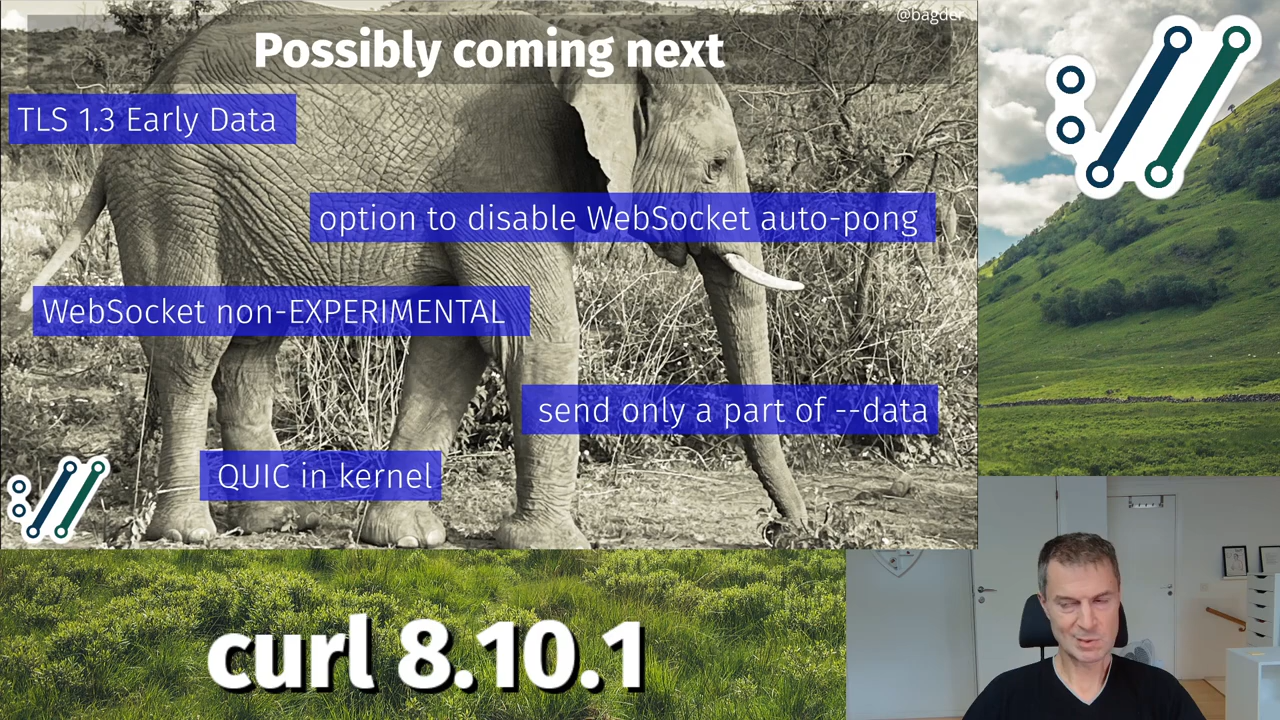 @bagder
Possibly coming next
TLS 1.3 Early Data
option to disable WebSocket auto-pong
WebSocket non-EXPERIMENTAL
send only a part of --data
QUIC in kernel
curl 8.10.1